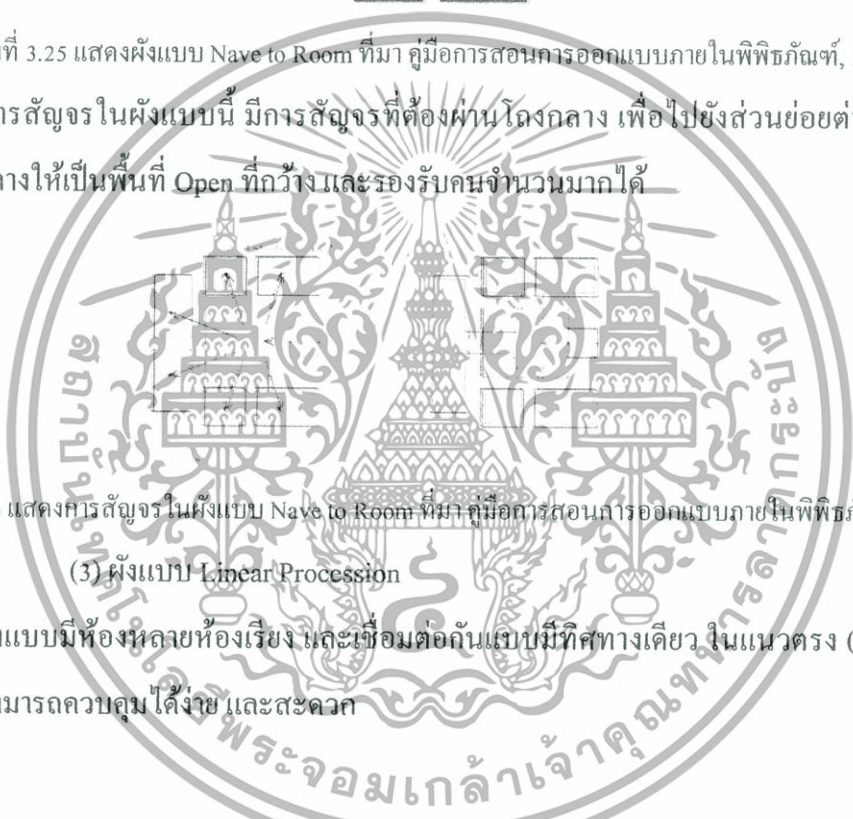 ที่ 3.25 แสดงผังแบบ Nave to Room ที่มา คู่มือการสอนการออกแบบภายในพิพิธภัณฑ์,
การสัญจรในผังแบบนี้ มีการสัญจรที่ต้องผ่านโถงกลาง เพื่อไปยังส่วนย่อยต่
างให้เป็นพื้นที่ Open ที่กว้าง และรองรับคนจำนวนมากได้
แสดงการสัญจรในผังแบบ Nave to Room ที่มา คู่มือการสอนการออกแบบภายในพิพิธภั
(3) ผังแบบ Linear Procession
แบบมีห้องหลายห้องเรียง และเชื่อมต่อกันแบบมีทิศทางเดียว ในแนวตรง (
ามารถควบคุมได้ง่าย และสะดวก
สถาบันเทคโนโลยีพระจอมเกล้าเจ้าคุณทหารลาดกระบัง